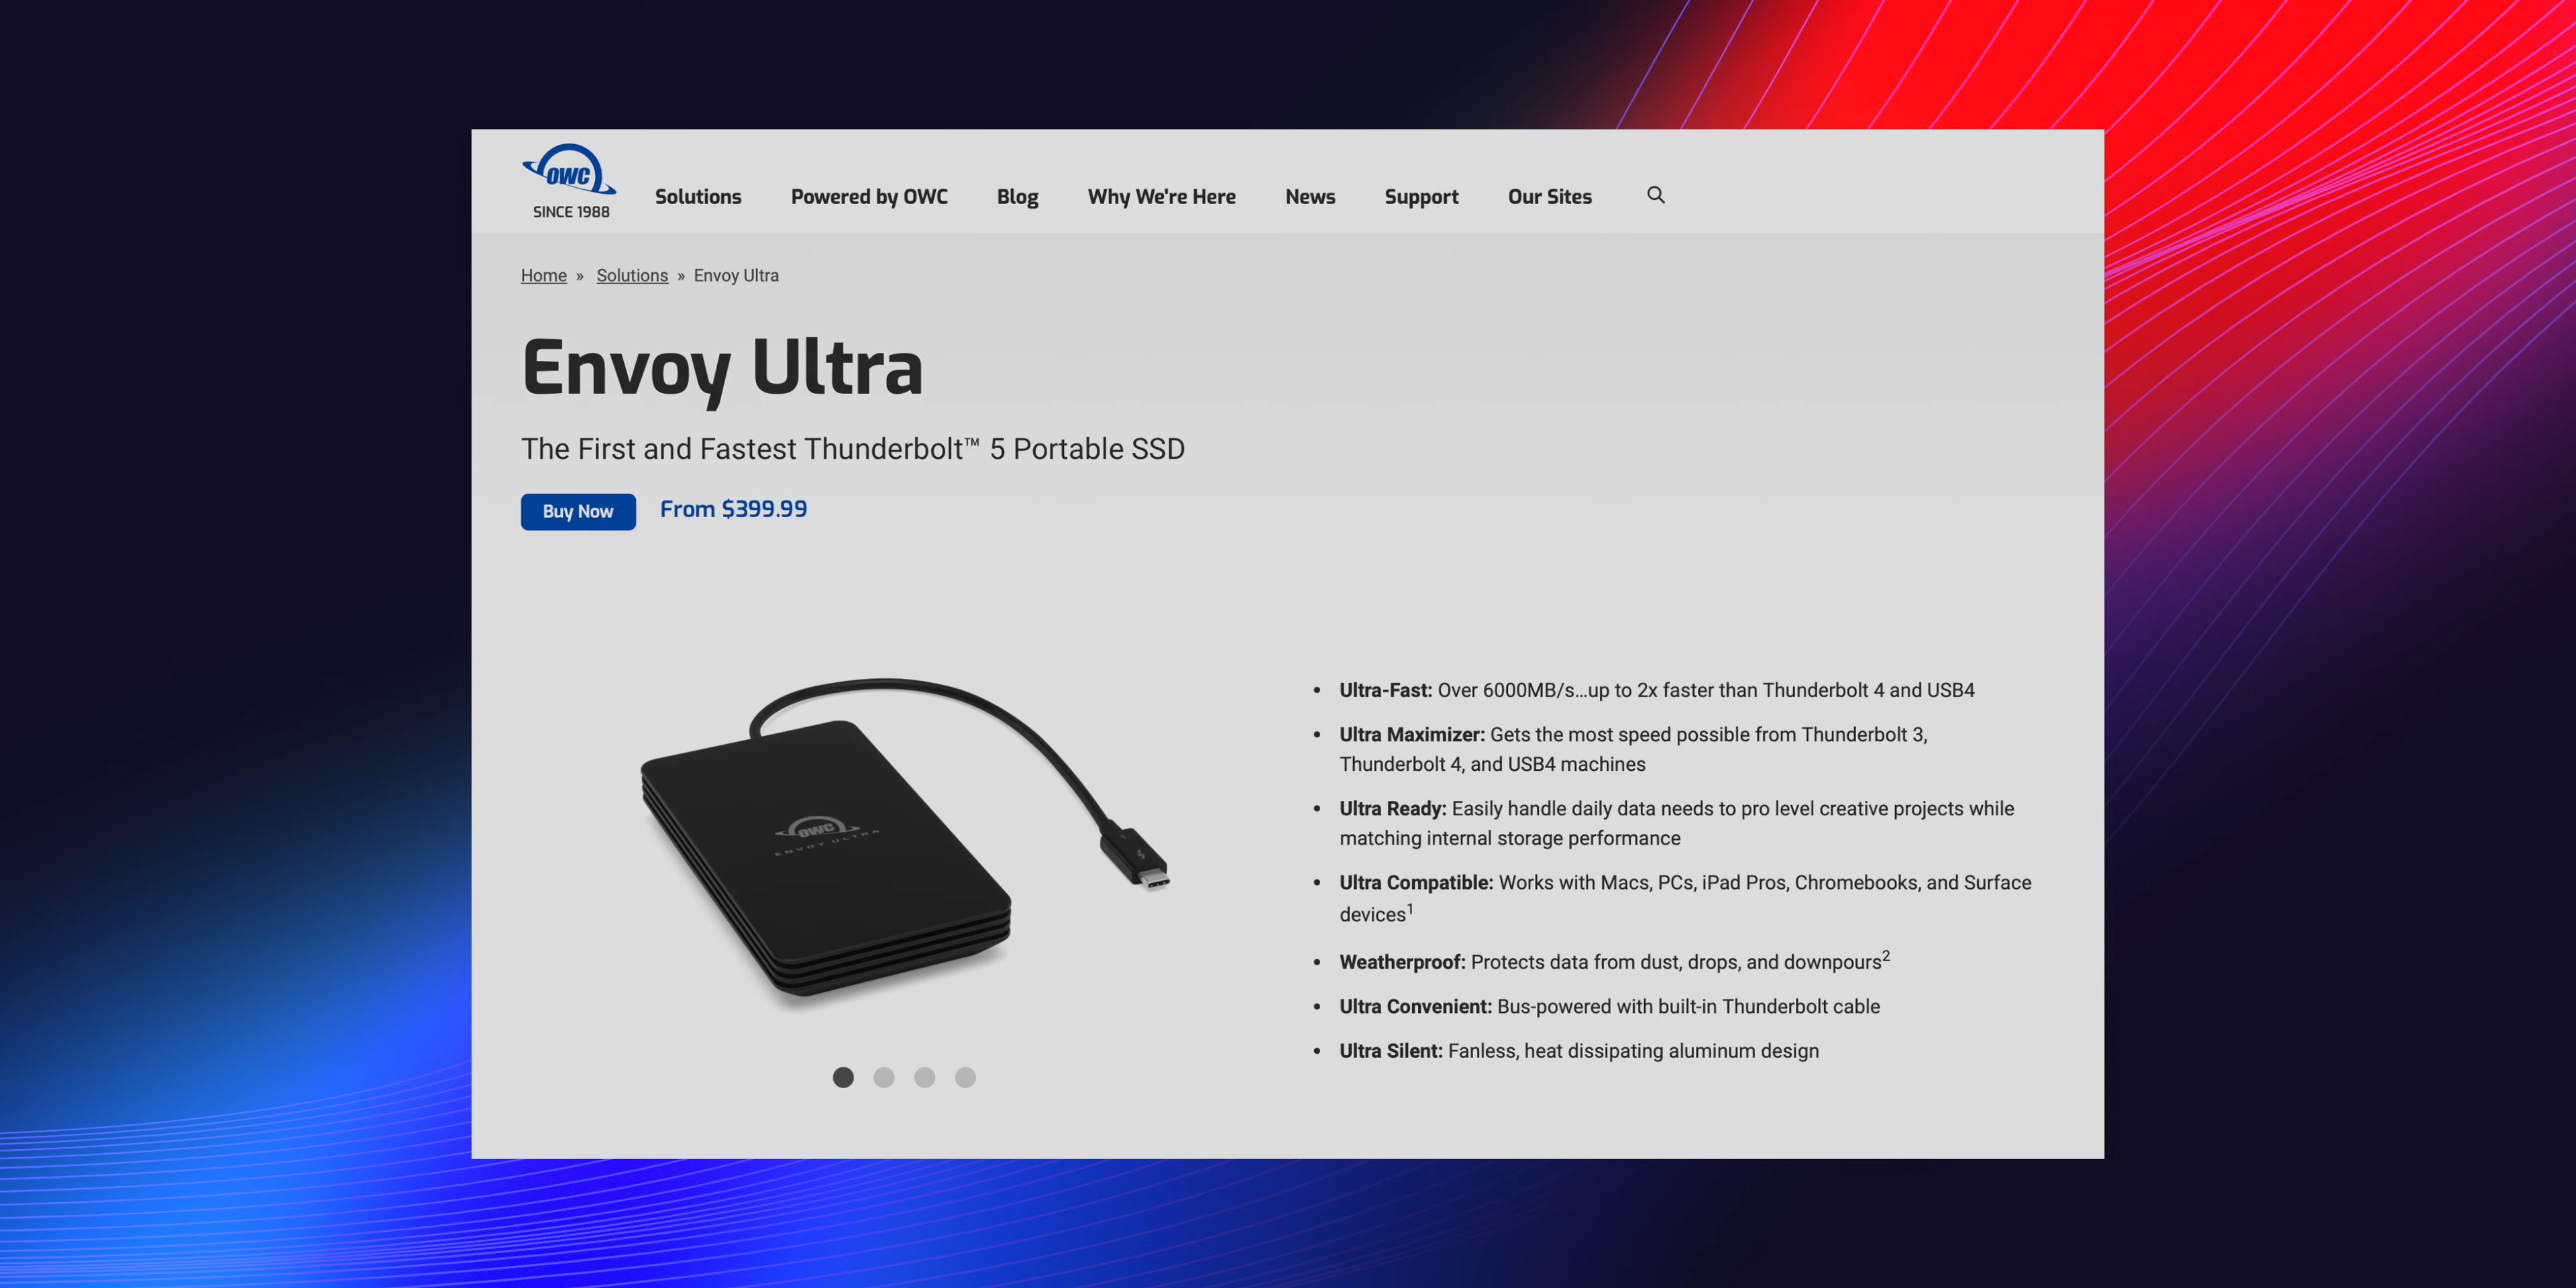 OWC
SINCE 1988
Solutions
Powered by OWC
Blog
Why We're Here
News
Support
Our Sites
Home » Solutions » Envoy Ultra
Envoy Ultra
The First and Fastest Thunderbolt™ 5 Portable SSD
Buy Now
From $399.99
OWC
ENVOY ULTRA
• Ultra-Fast: Over 6000MB/s...up to 2x faster than Thunderbolt 4 and USB4
• Ultra Maximizer: Gets the most speed possible from Thunderbolt 3,
Thunderbolt 4, and USB4 machines
• Ultra Ready: Easily handle daily data needs to pro level creative projects while
matching internal storage performance
• Ultra Compatible: Works with Macs, PCs, iPad Pros, Chromebooks, and Surface
devices¹
• Weatherproof: Protects data from dust, drops, and downpours²
• Ultra Convenient: Bus-powered with built-in Thunderbolt cable
• Ultra Silent: Fanless, heat dissipating aluminum design